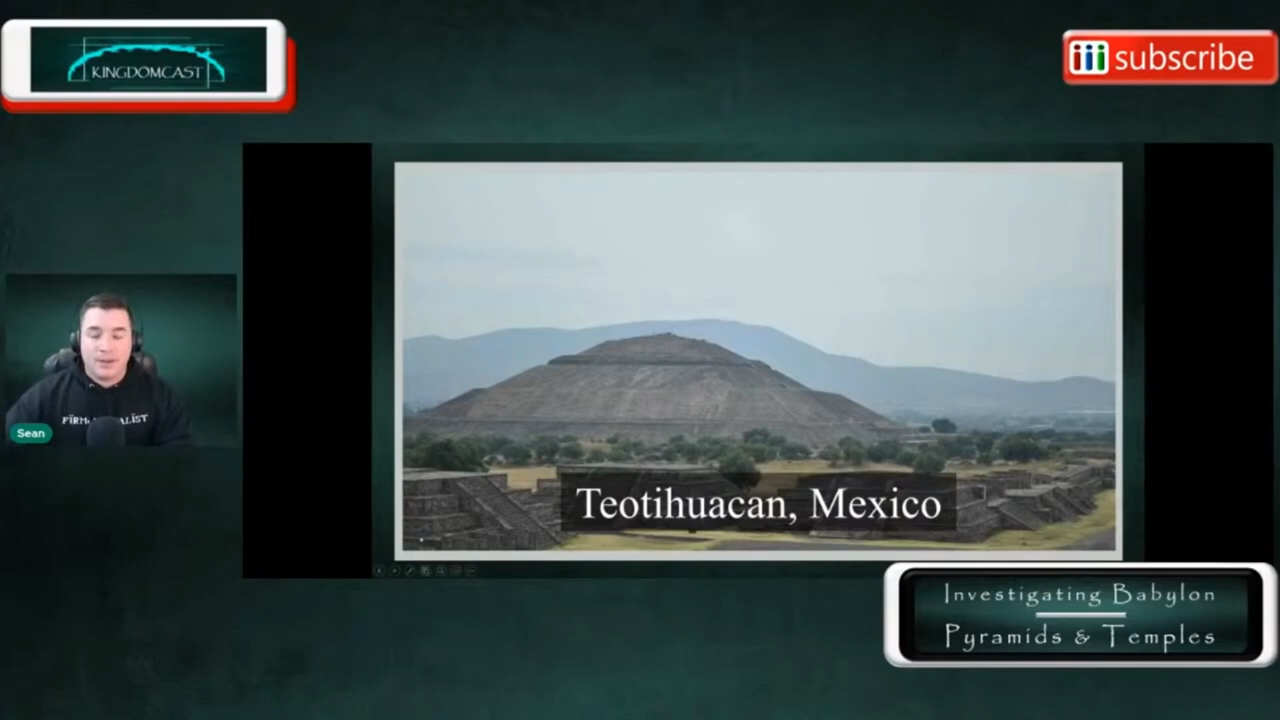 KINGDOMCAST
subscribe
Teotihuacan, Mexico
Sean
Investigating Babylon
Pyramids & Temples